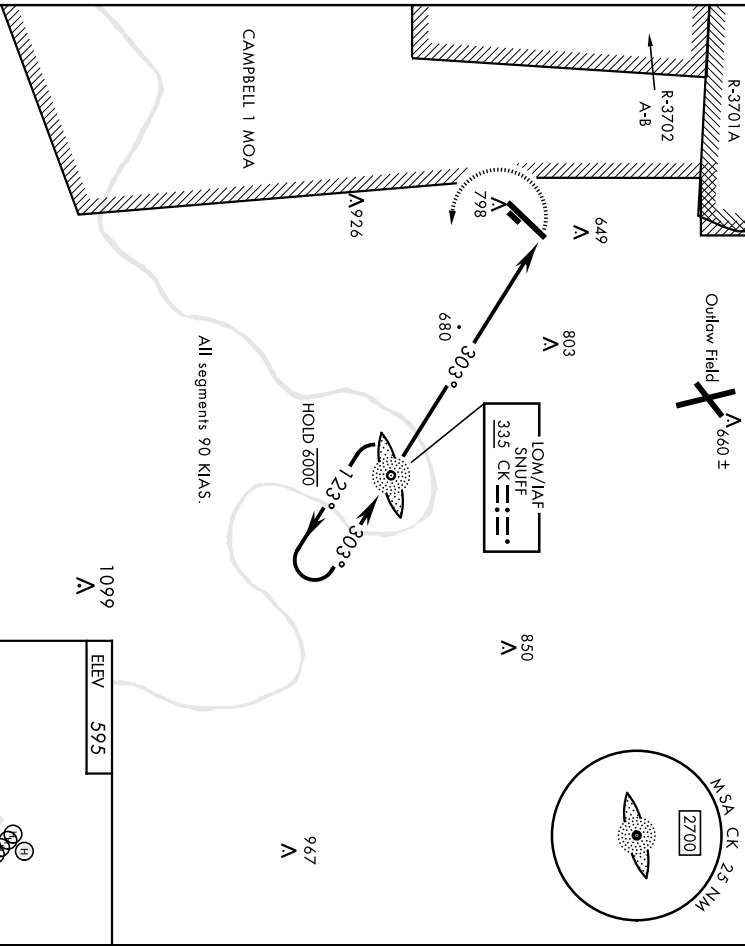 R-3701A
R-3702
A-B
CAMPBELL 1 MOA
798
649
926
Outlaw Field
660 ±
803
680
303°
LOM/IAF
SNUFF
335 CK
HOLD 6000
123°
303°
All segments 90 KIAS.
1099
850
ELEV 595
MSA CK 25 NM
2700
967
H